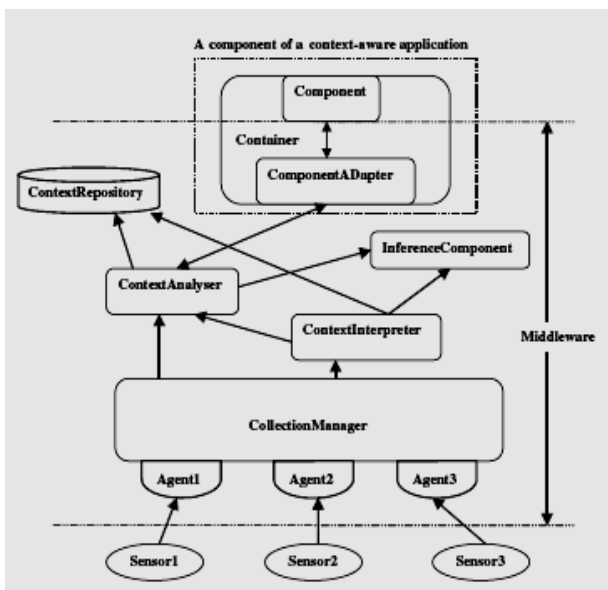 A component of a context-aware application
Component
Container
ComponentADapter
ContextRepository
InferenceComponent
ContextAnalyser
ContextInterpreter
Middleware
CollectionManager
Agent1
Agent2
Agent3
Sensor1
Sensor2
Sensor3